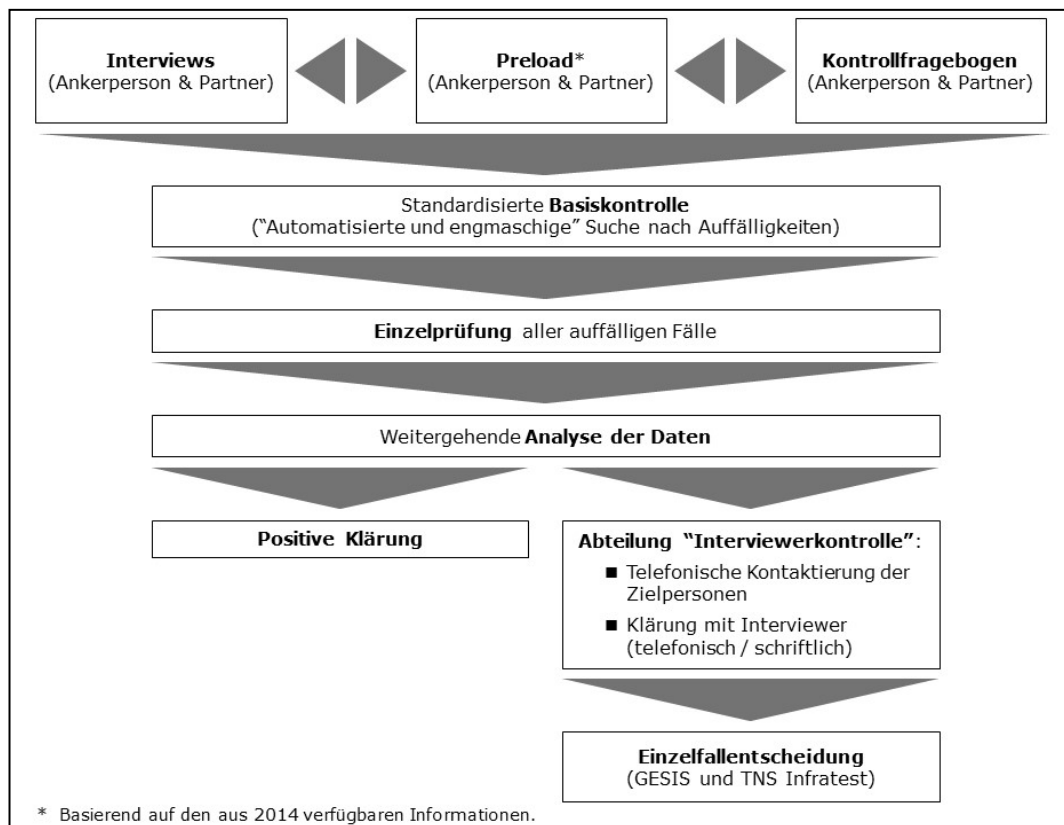 Interviews
(Ankerperson & Partner)
Preload*
(Ankerperson & Partner)
Kontrollfragebogen
(Ankerperson & Partner)
Standardisierte Basiskontrolle
("Automatisierte und engmaschige" Suche nach Auffälligkeiten)
Einzelprüfung aller auffälligen Fälle
Weitergehende Analyse der Daten
Positive Klärung
Abteilung "Interviewerkontrolle":
■ Telefonische Kontaktierung der
Zielpersonen
■ Klärung mit Interviewer
(telefonisch / schriftlich)
Einzelfallentscheidung
(GESIS und TNS Infratest)
* Basierend auf den aus 2014 verfügbaren Informationen.